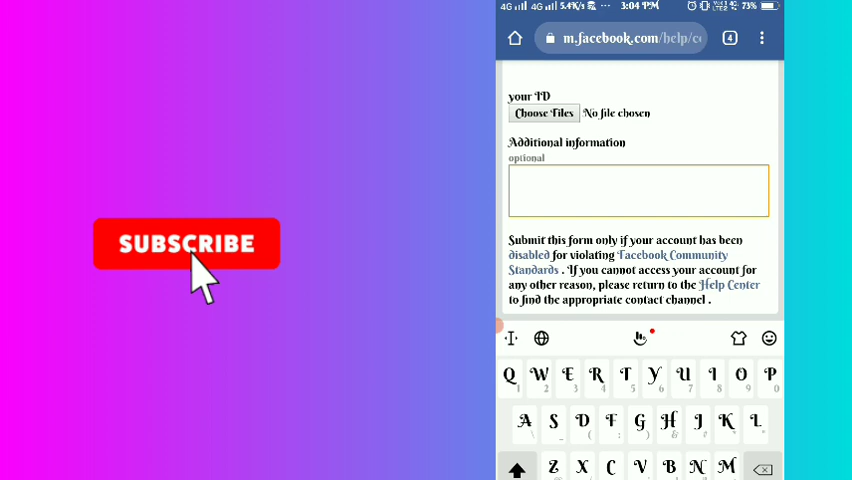 SUBSCRIBE
4G 4G 5.4K/s ... 3:04 PM 4G LTE2 73%
m.facebook.com/help/co
4
your ID
Choose Files No file chosen
Additional information
optional
Submit this form only if your account has been
disabled for violating Facebook Community
Standards . If you cannot access your account for
any other reason, please return to the Help Center
to find the appropriate contact channel .
Q W E R T Y U I O P
1 2 3 4 5 6 7 8 9 0
A S D F G H J K L
Z X C V B N M